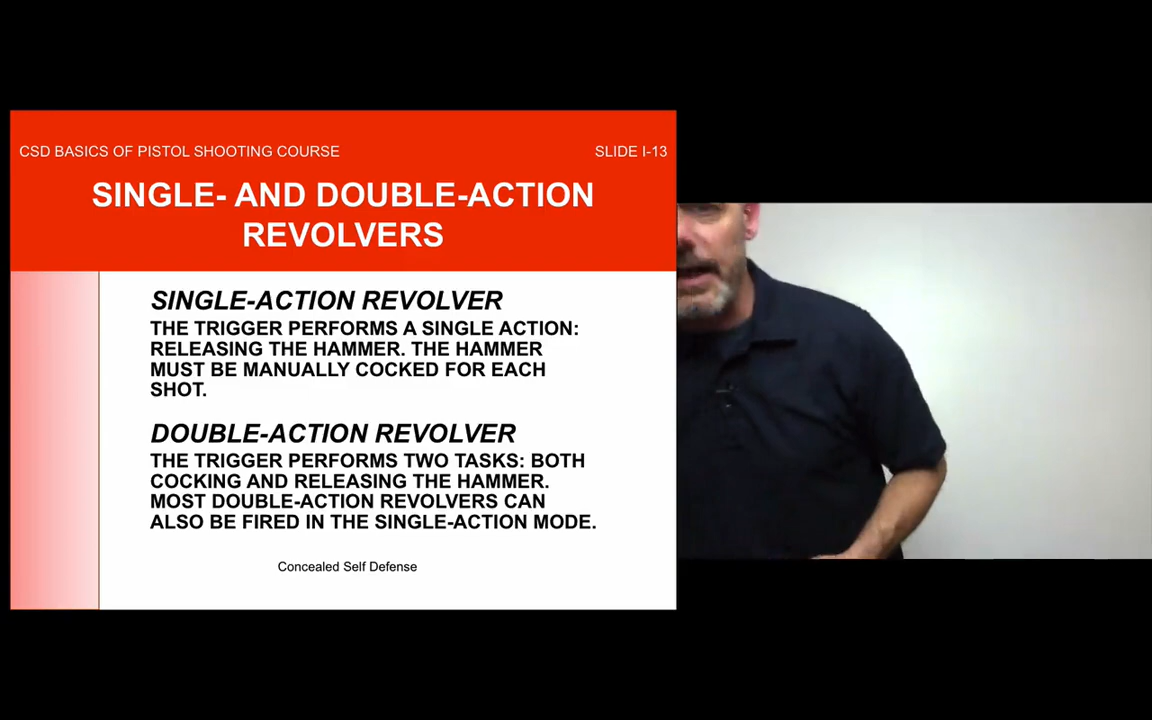 CSD BASICS OF PISTOL SHOOTING COURSE
SLIDE I-13
SINGLE- AND DOUBLE-ACTION
REVOLVERS
SINGLE-ACTION REVOLVER
THE TRIGGER PERFORMS A SINGLE ACTION:
RELEASING THE HAMMER. THE HAMMER
MUST BE MANUALLY COCKED FOR EACH
SHOT.
DOUBLE-ACTION REVOLVER
THE TRIGGER PERFORMS TWO TASKS: BOTH
COCKING AND RELEASING THE HAMMER.
MOST DOUBLE-ACTION REVOLVERS CAN
ALSO BE FIRED IN THE SINGLE-ACTION MODE.
Concealed Self Defense